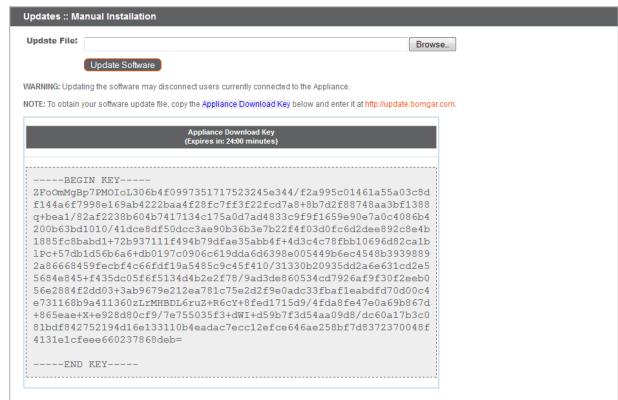 Updates :: Manual Installation
Update File:
Browse..
Update Software
WARNING: Updating the software may disconnect users currently connected to the Appliance.
NOTE: To obtain your software update file, copy the Appliance Download Key below and enter it at http://update.bomgar.com.
Appliance Download Key
(Expires in: 24:00 minutes)
-----BEGIN KEY-----
ZFoOmMgBp7PMOIoL306b4f0997351717523245e344/f2a995c01461a55a03c8d
f144a6f7998e169ab4222baa4f28fc7ff3f22fcd7a8+8b7d2f88748aa3bf1388
q+bea1/82af2238b604b7417134c175a0d7ad4833c9f9f1659e90e7a0c4086b4
200b63bd1010/41dce8df50dcc3ae90b36b3e7b22f4f03d0fc6d2dee892c8e4b
1885fc8babd1+72b937111f494b79dfae35abb4f+4d3c4c78fbb10696d82ca1b
1Pc+57db1d56b6a6+db0197c0906c619dda6d6398e005449b6ec4548b3939889
2a86668459fecbf4c66fdf19a5485c9c45f410/31330b20935dd2a6e631cd2e5
5684e845+f435dc05f6f5134d4b2e2f78/9ad3de860534cd7926af9f30f2eeb0
56e2884f2dd03+3ab9679e212ea781c75e2d2f9e0adc33fbaf1eabdfd70d00c4
e731168b9a411360zLrMHBDL6ruZ+R6cY+8fed1715d9/4fda8fe47e0a69b867d
+865eae+X+e928d80cf9/7e755035f3+dWI+d59b7f3d54aa09d8/dc60a17b3c0
81bdf842752194d16e133110b4eadac7ecc12efce646ae258bf7d8372370048f
4131e1cfeee660237868deb=
-----END KEY-----